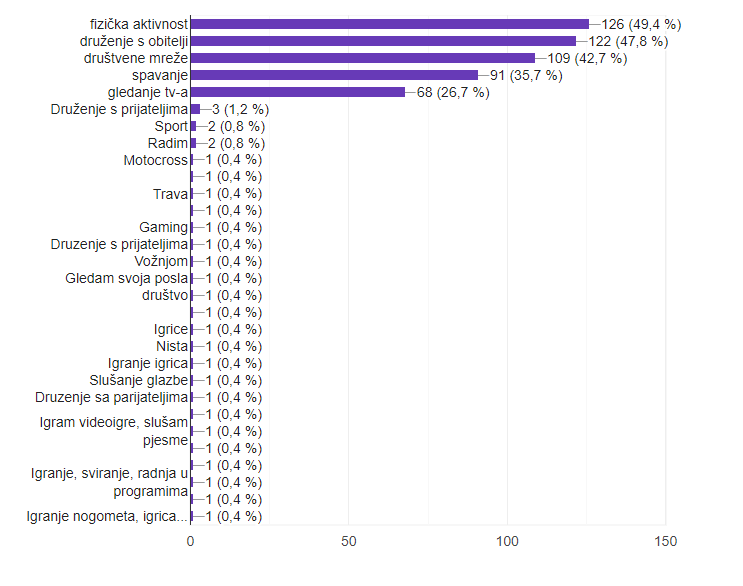 fizička aktivnost 126 (49,4 %)
druženje s obitelji 122 (47,8 %)
društvene mreže 109 (42,7 %)
spavanje 91 (35,7 %)
gledanje tv-a 68 (26,7 %)
Druženje s prijateljima 3 (1,2 %)
Sport 2 (0,8 %)
Radim 2 (0,8 %)
Motocross 1 (0,4 %)
1 (0,4 %)
Trava 1 (0,4 %)
1 (0,4 %)
Gaming 1 (0,4 %)
Druzenje s prijateljima 1 (0,4 %)
Vožnjom 1 (0,4 %)
Gledam svoja posla 1 (0,4 %)
društvo 1 (0,4 %)
1 (0,4 %)
Igrice 1 (0,4 %)
Nista 1 (0,4 %)
Igranje igrica 1 (0,4 %)
Slušanje glazbe 1 (0,4 %)
Druzenje sa parijateljima 1 (0,4 %)
1 (0,4 %)
Igram videoigre, slušam
pjesme 1 (0,4 %)
1 (0,4 %)
1 (0,4 %)
Igranje, sviranje, radnja u
programima 1 (0,4 %)
1 (0,4 %)
Igranje nogometa, igrica... 1 (0,4 %)
0 50 100 150